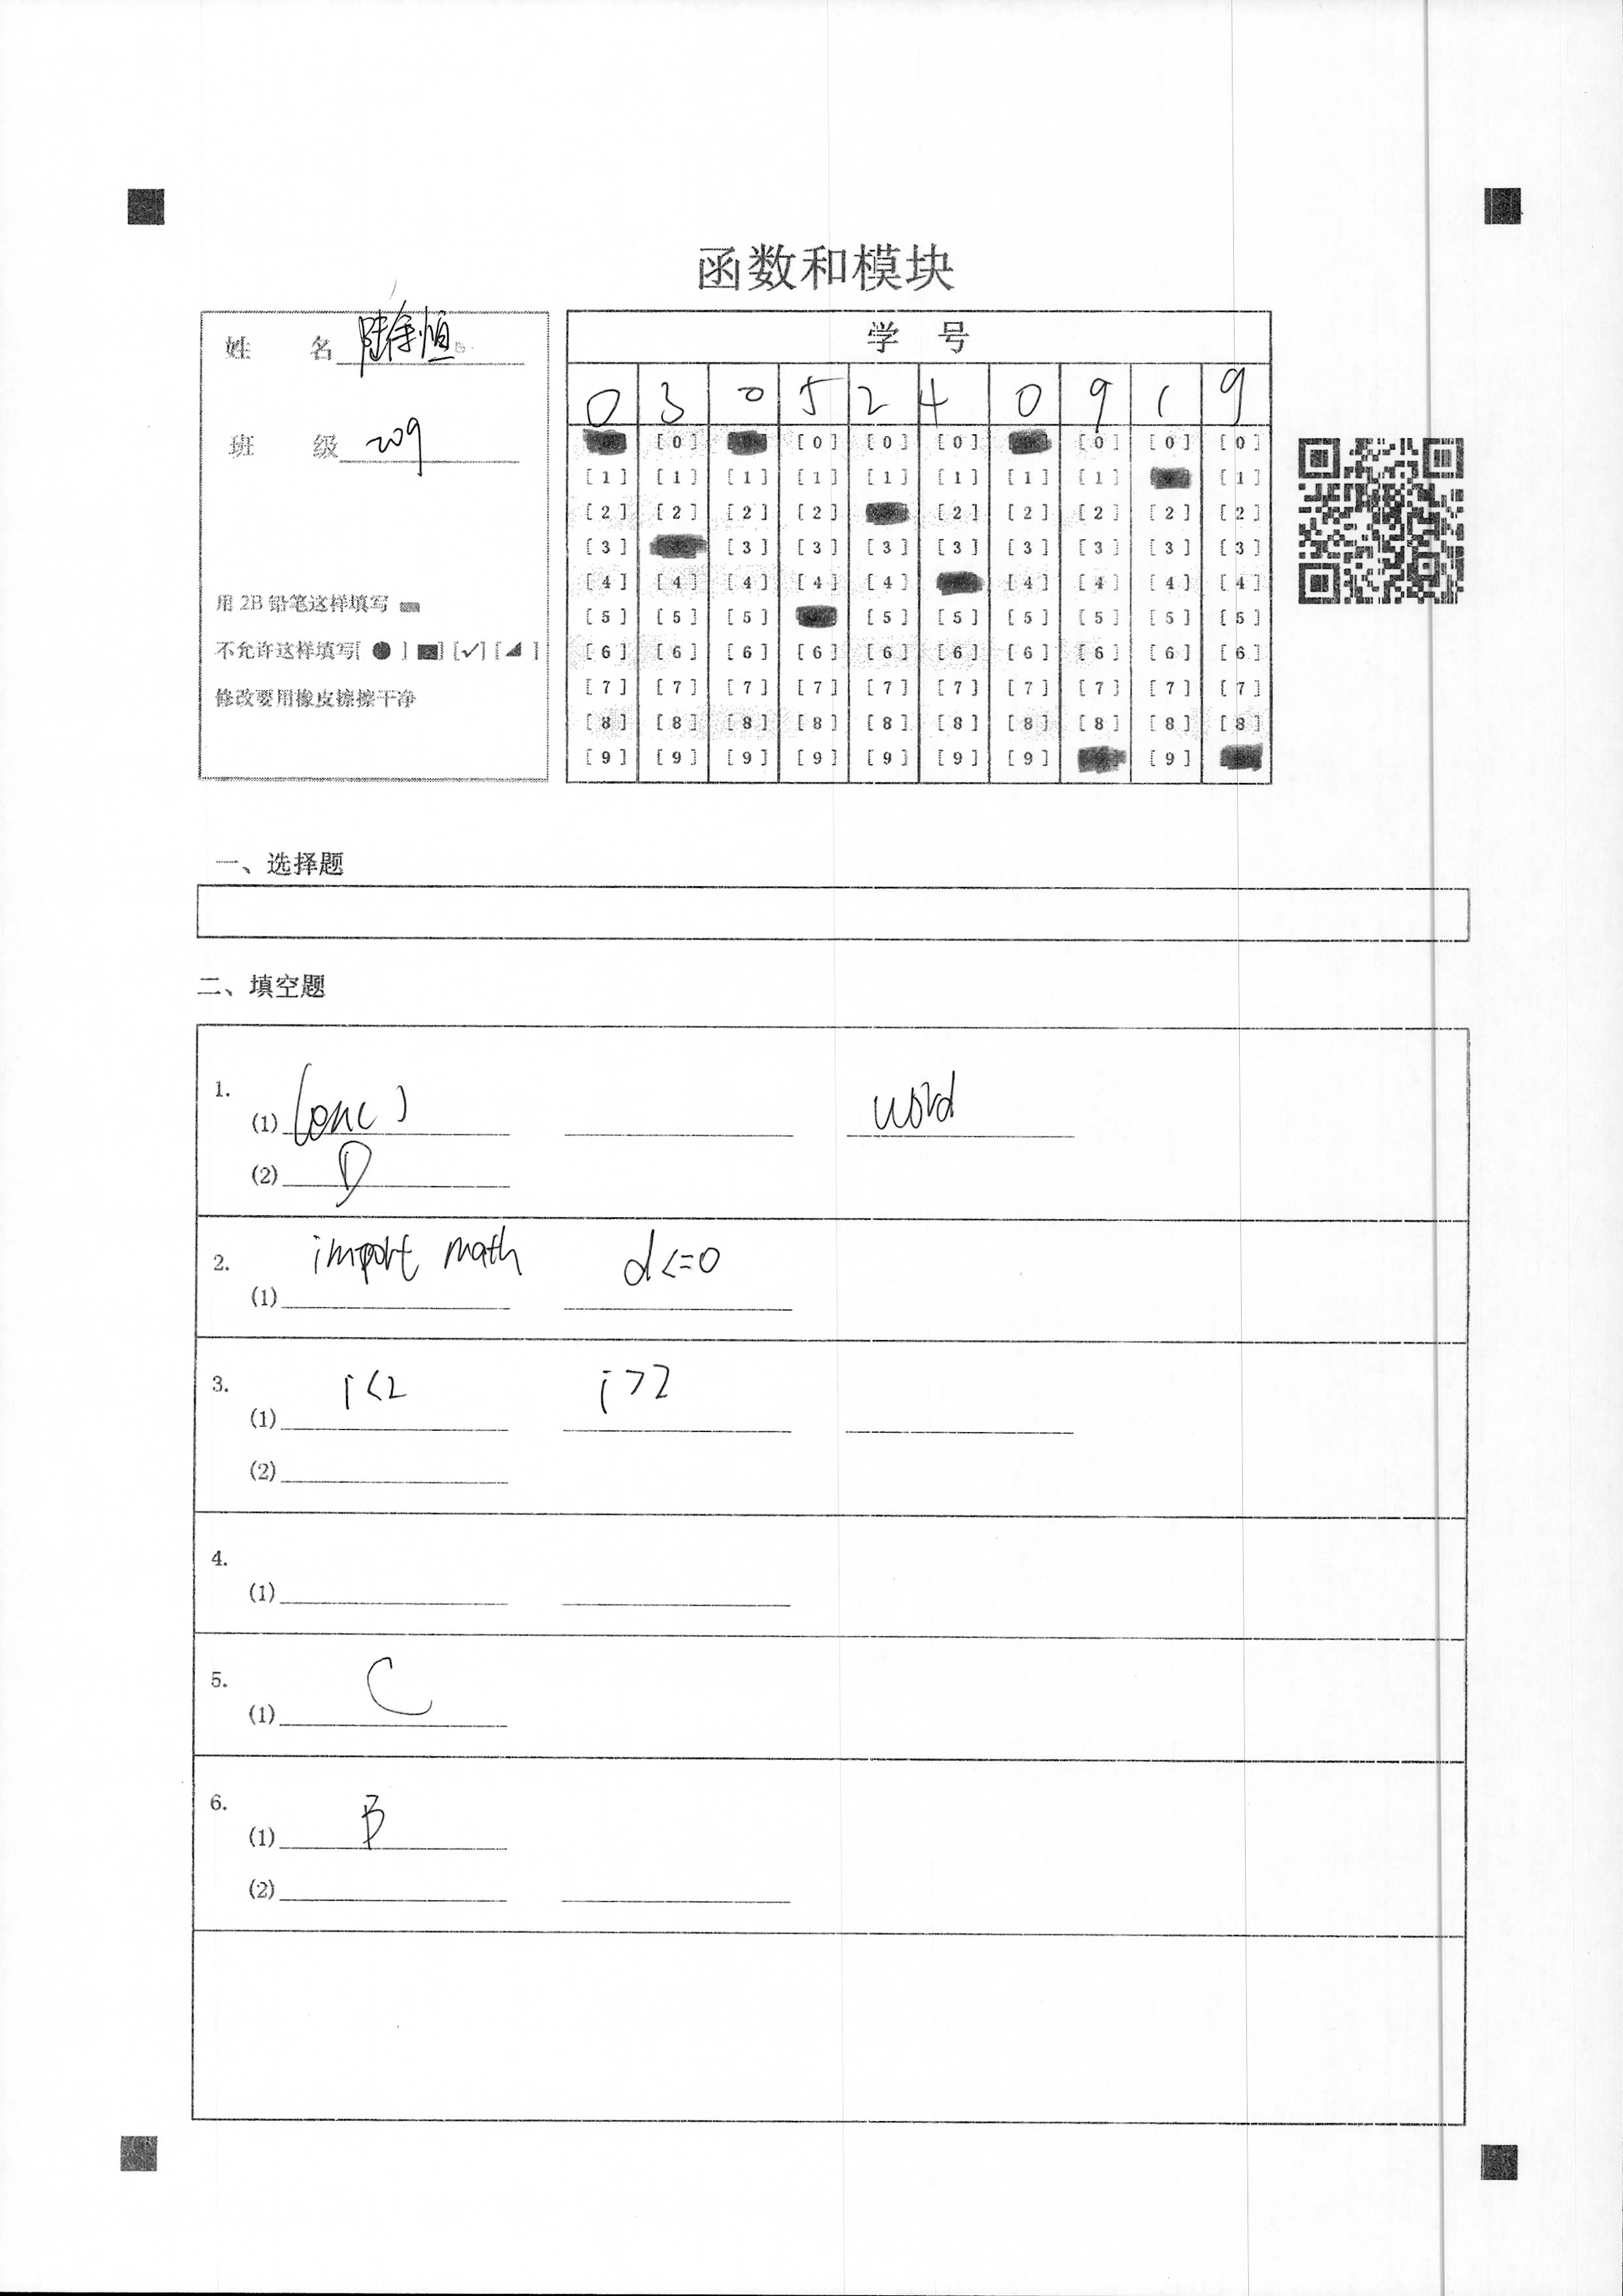 函数和模块
姓 名 陆余恒
班 级 209
用 2B 铅笔这样填写
不允许这样填写[ ● ] [✓] [ ]
修改要用橡皮擦擦干净
学 号
0 3 0 5 2 4 0 9 1 9
[0] [0] [0] [0] [0] [0] [0]
[1] [1] [1] [1] [1] [1] [1] [1] [1]
[2] [2] [2] [2] [2] [2] [2] [2] [2]
[3] [3] [3] [3] [3] [3] [3] [3] [3]
[4] [4] [4] [4] [4] [4] [4] [4] [4]
[5] [5] [5] [5] [5] [5] [5] [5] [5]
[6] [6] [6] [6] [6] [6] [6] [6] [6] [6]
[7] [7] [7] [7] [7] [7] [7] [7] [7] [7]
[8] [8] [8] [8] [8] [8] [8] [8] [8] [8]
[9] [9] [9] [9] [9] [9] [9] [9]
一、选择题
二、填空题
1.
(1) word
(2) D
2. import math d<=0
(1)
3. i<2 i>2
(1)
(2)
4.
(1)
5. C
(1)
6.
(1) B
(2)